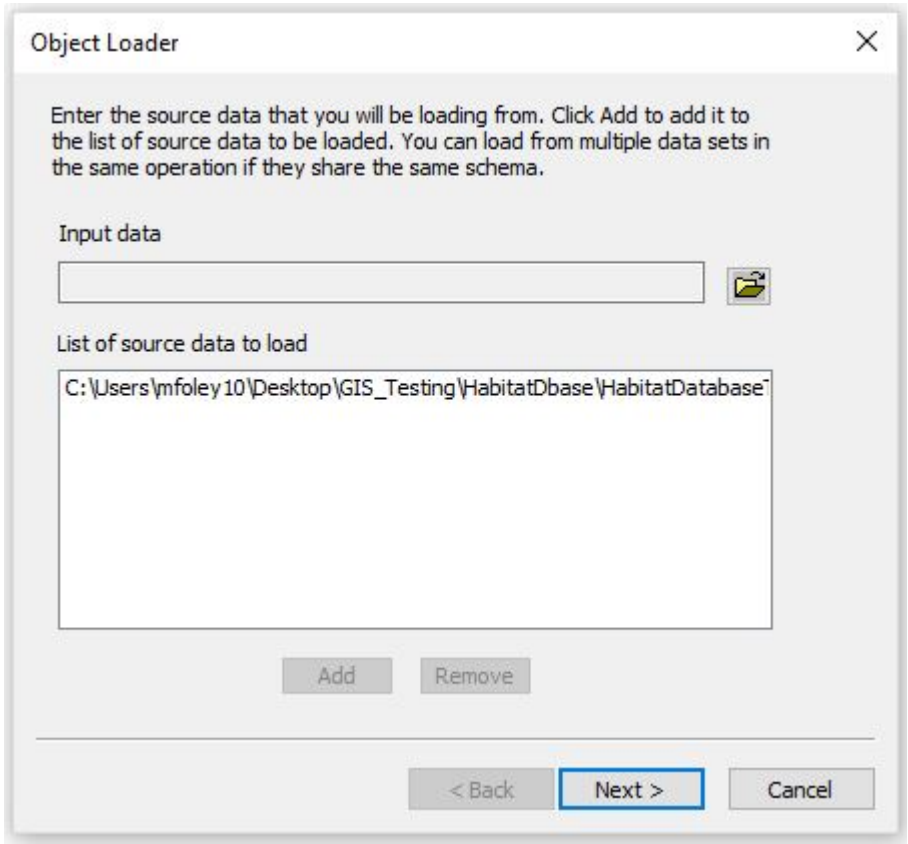 Object Loader
Enter the source data that you will be loading from. Click Add to add it to
the list of source data to be loaded. You can load from multiple data sets in
the same operation if they share the same schema.
Input data
List of source data to load
C:\Users\mfoley10\Desktop\GIS_Testing\HabitatDbase\HabitatDatabaseT
Add Remove
< Back Next > Cancel